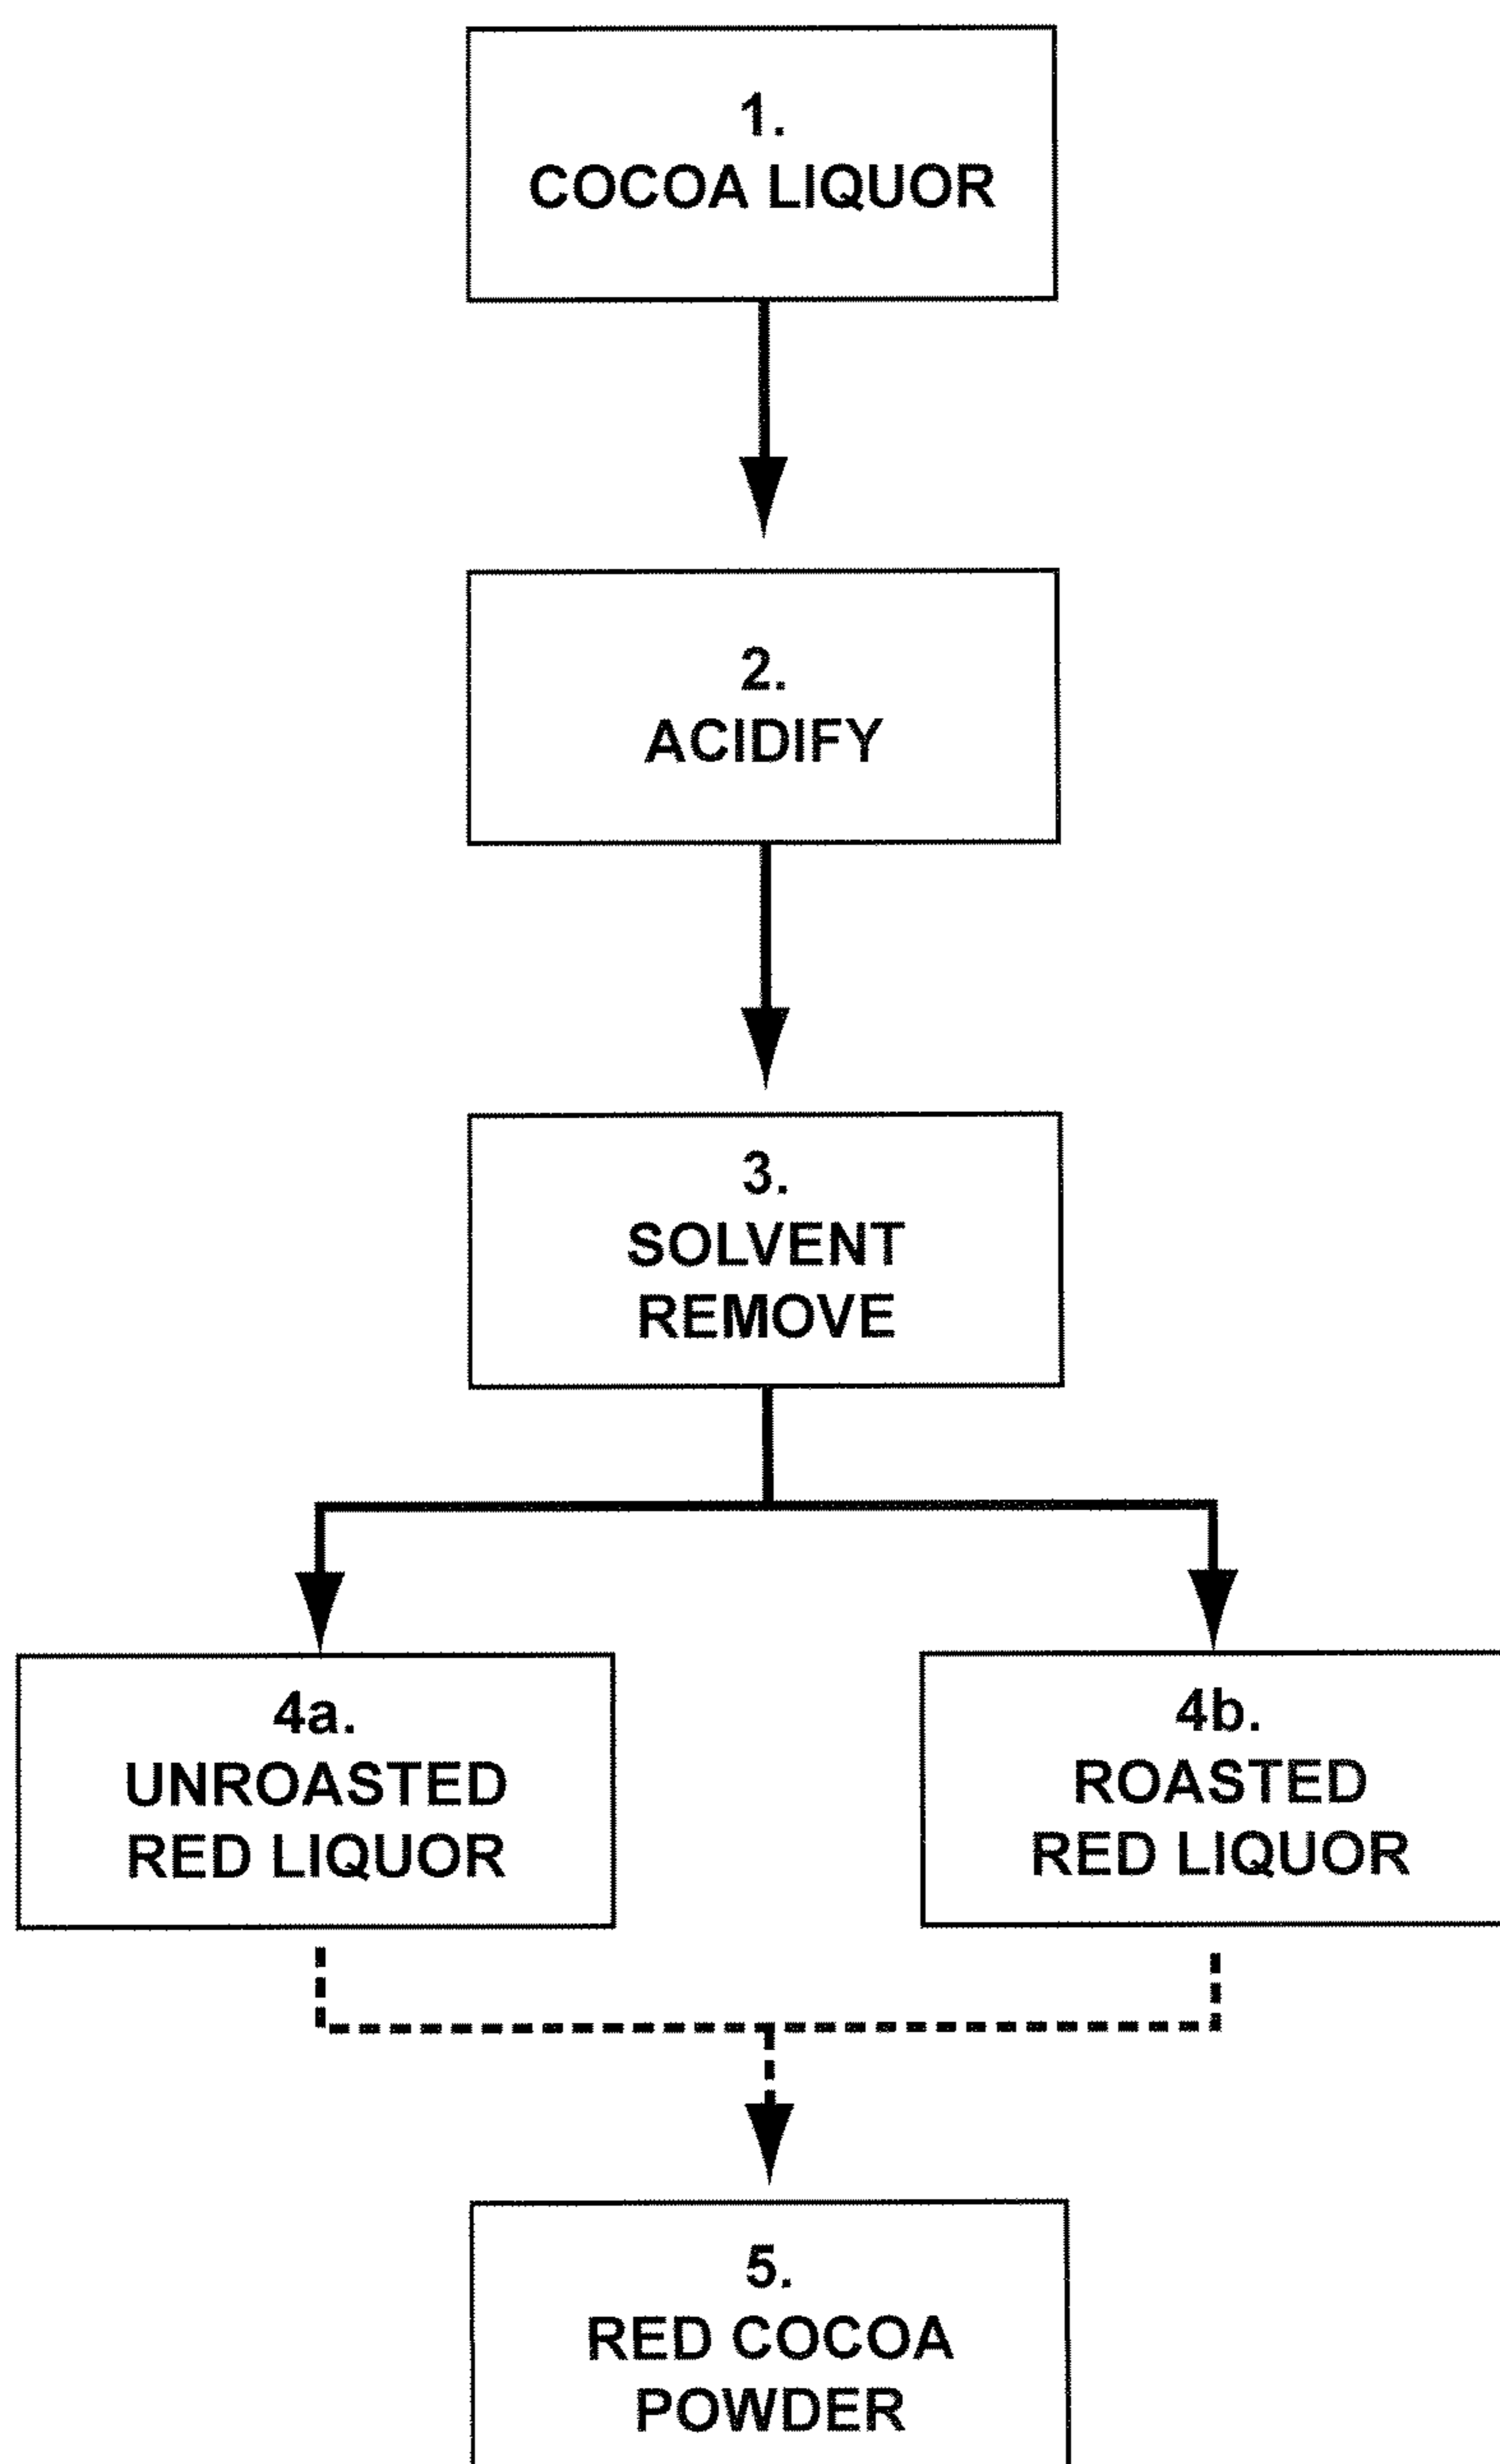 1.
COCOA LIQUOR
2.
ACIDIFY
3.
SOLVENT
REMOVE
4a.
UNROASTED
RED LIQUOR
4b.
ROASTED
RED LIQUOR
5.
RED COCOA
POWDER